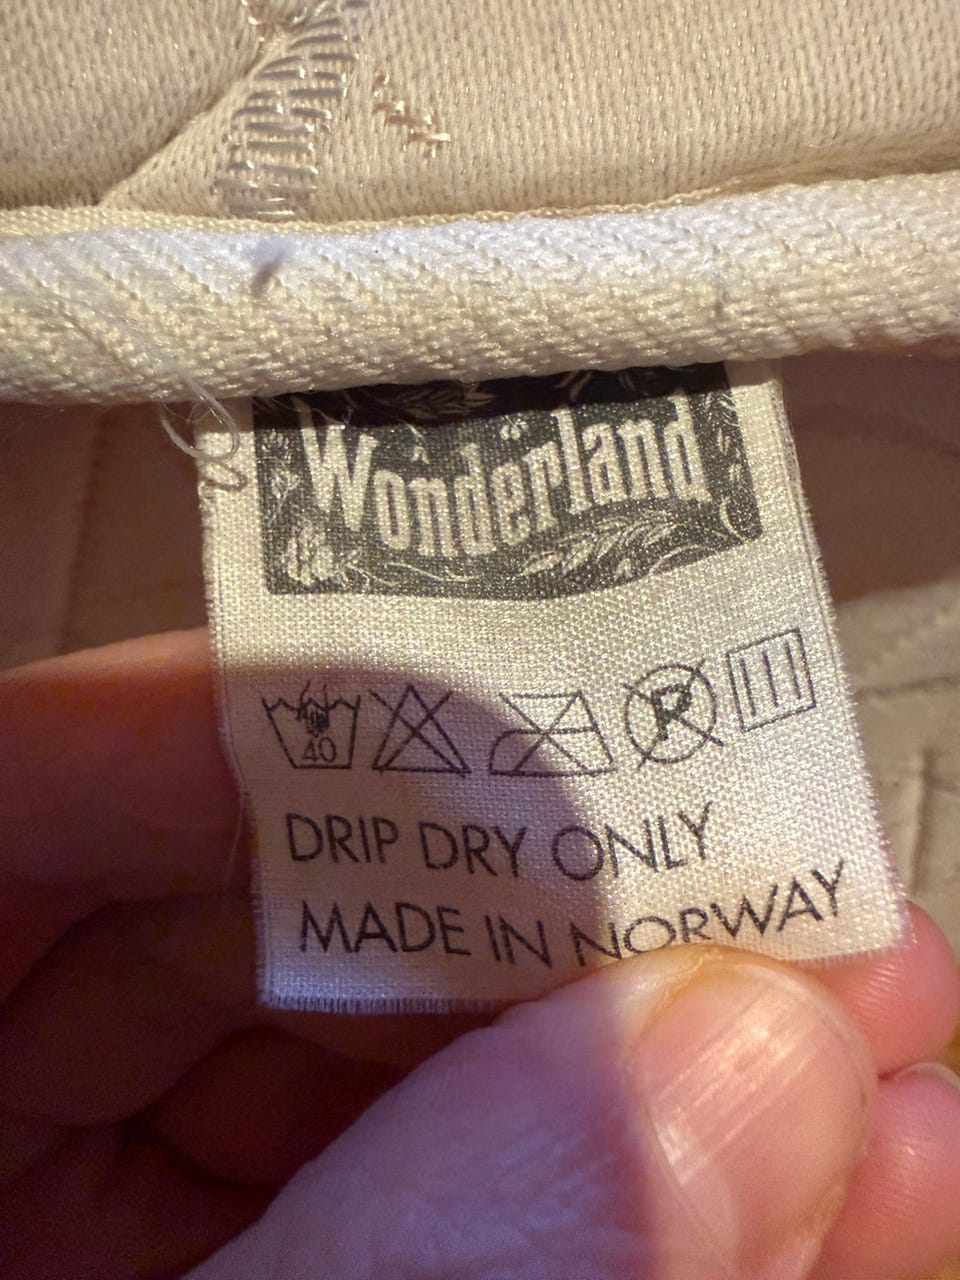 Wonderland
40
P
DRIP DRY ONLY
MADE IN NORWAY